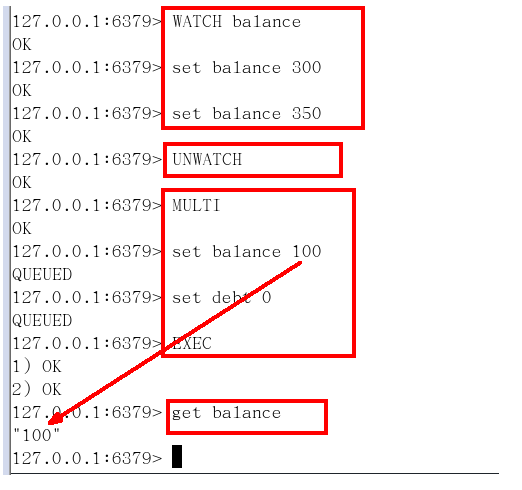 127.0.0.1:6379> WATCH balance
OK
127.0.0.1:6379> set balance 300
OK
127.0.0.1:6379> set balance 350
OK
127.0.0.1:6379> UNWATCH
OK
127.0.0.1:6379> MULTI
OK
127.0.0.1:6379> set balance 100
QUEUED
127.0.0.1:6379> set debt 0
QUEUED
127.0.0.1:6379> EXEC
1) OK
2) OK
127.0.0.1:6379> get balance
"100"
127.0.0.1:6379>